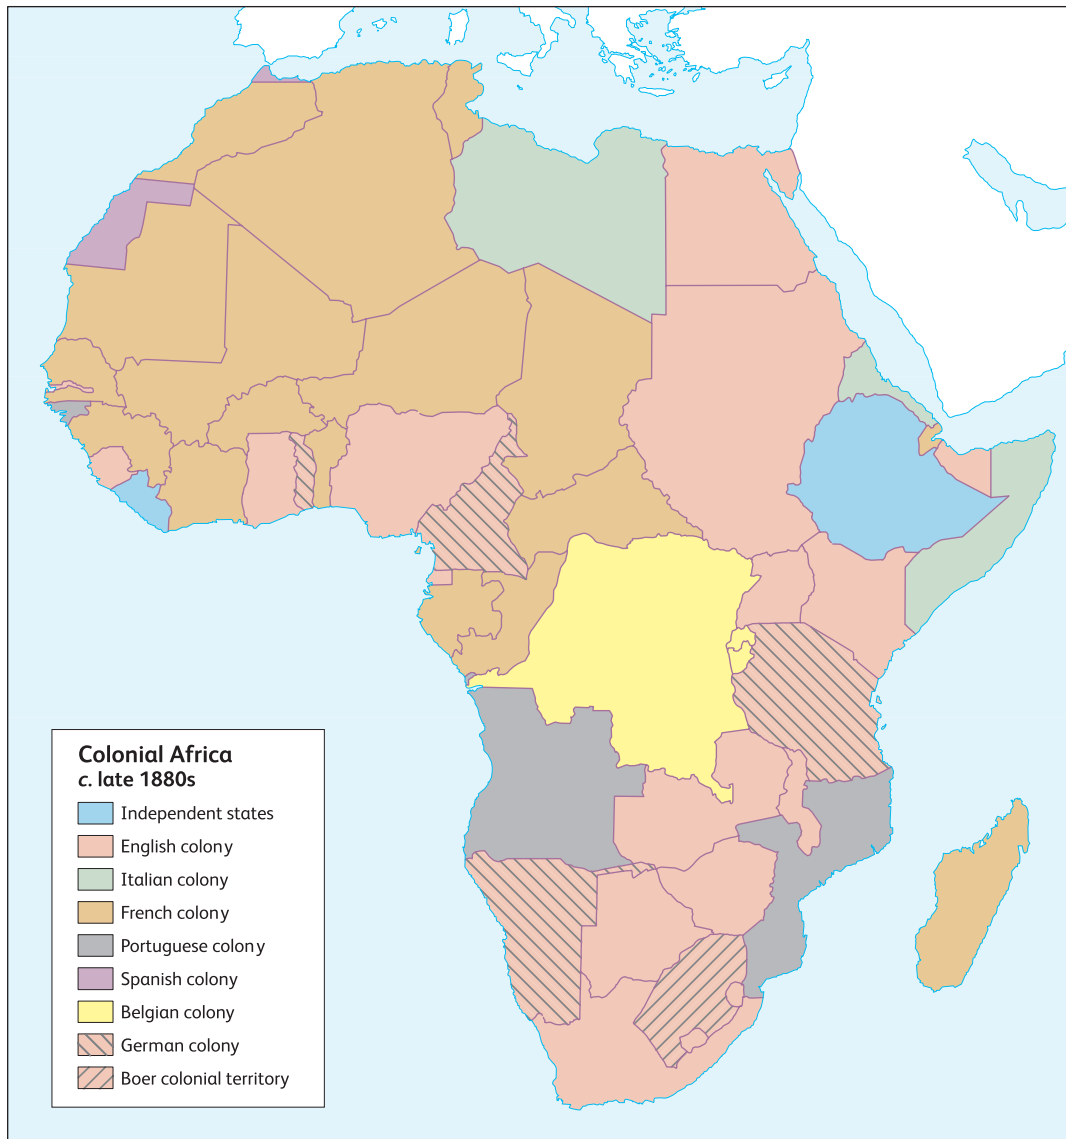 Colonial Africa
c. late 1880s
Independent states
English colony
Italian colony
French colony
Portuguese colony
Spanish colony
Belgian colony
German colony
Boer colonial territory